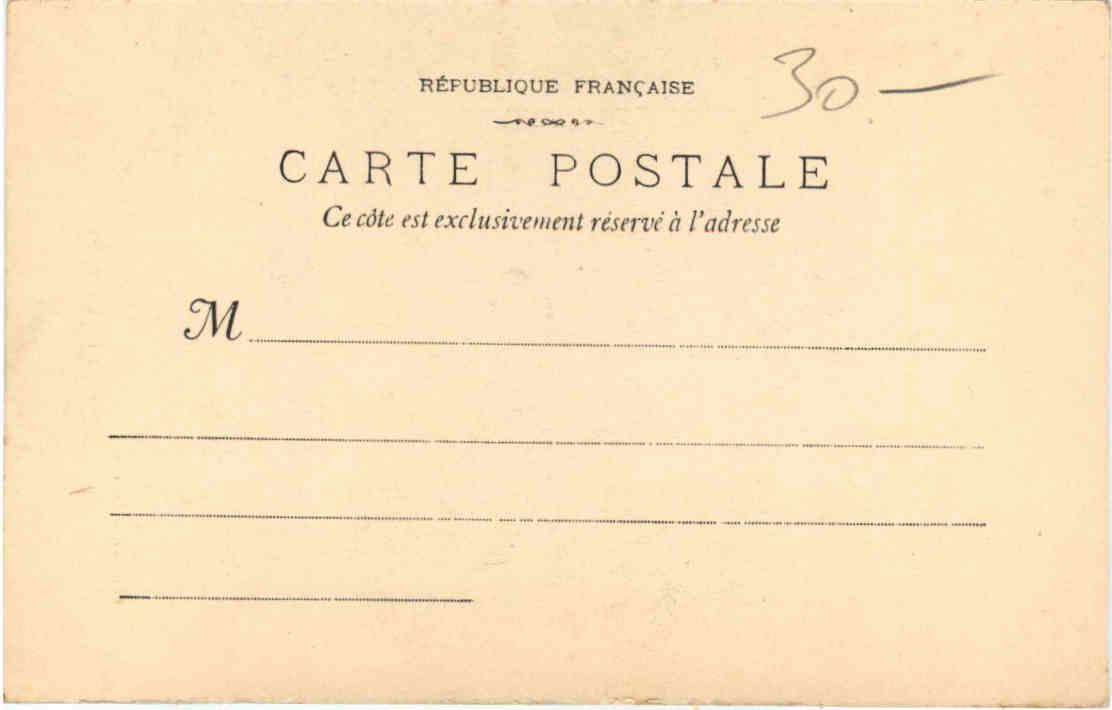 RÉPUBLIQUE FRANÇAISE
30.—
CARTE POSTALE
Ce côte est exclusivement réservé à l'adresse
M